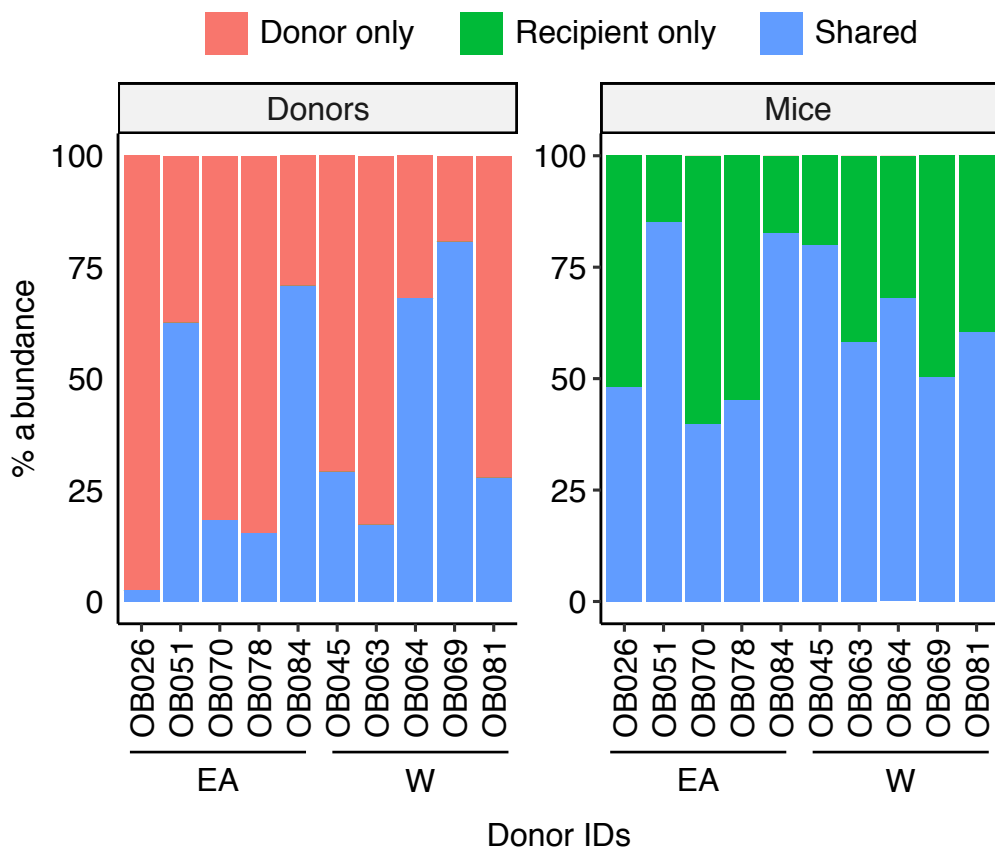 Donor only Recipient only Shared
Donors Mice
% abundance
100
75
50
25
0
100
75
50
25
0
OB026 OB051 OB070 OB078 OB084 OB045 OB063 OB064 OB069 OB081
OB026 OB051 OB070 OB078 OB084 OB045 OB063 OB064 OB069 OB081
EA W EA W
Donor IDs